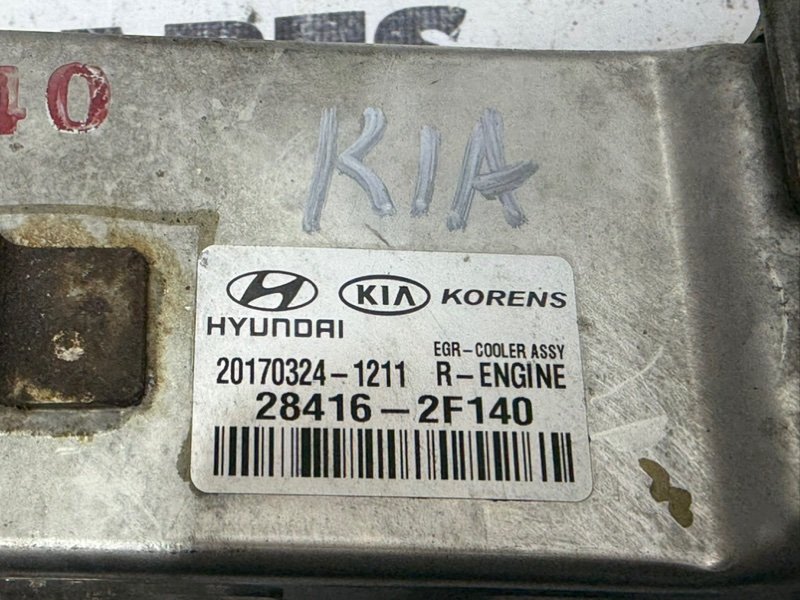 40
KIA
HYUNDAI KIA KORENS
EGR-COOLER ASSY
20170324-1211 R-ENGINE
28416-2F140